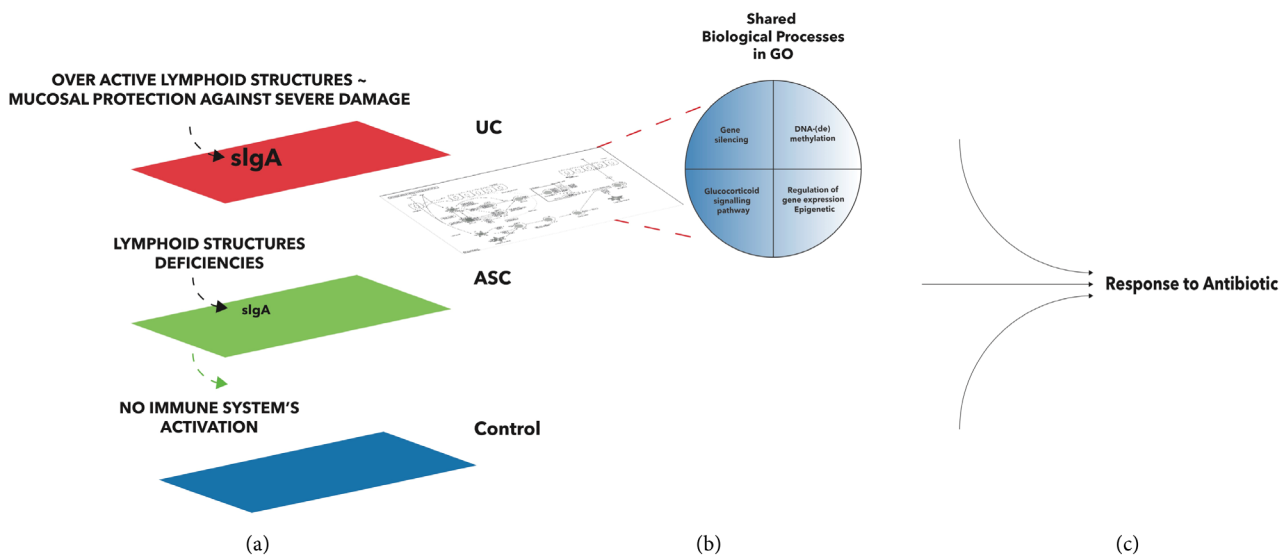 Shared
Biological Processes
in GO
OVER ACTIVE LYMPHOID STRUCTURES ~
MUCOSAL PROTECTION AGAINST SEVERE DAMAGE
sIgA
UC
Gene
silencing
DNA-(de)
methylation
Glucocorticoid
signalling
pathway
Regulation of
gene expression
Epigenetic
LYMPHOID STRUCTURES
DEFICIENCIES
sIgA
ASC
NO IMMUNE SYSTEM'S
ACTIVATION
Control
Response to Antibiotic
(a)
(b)
(c)